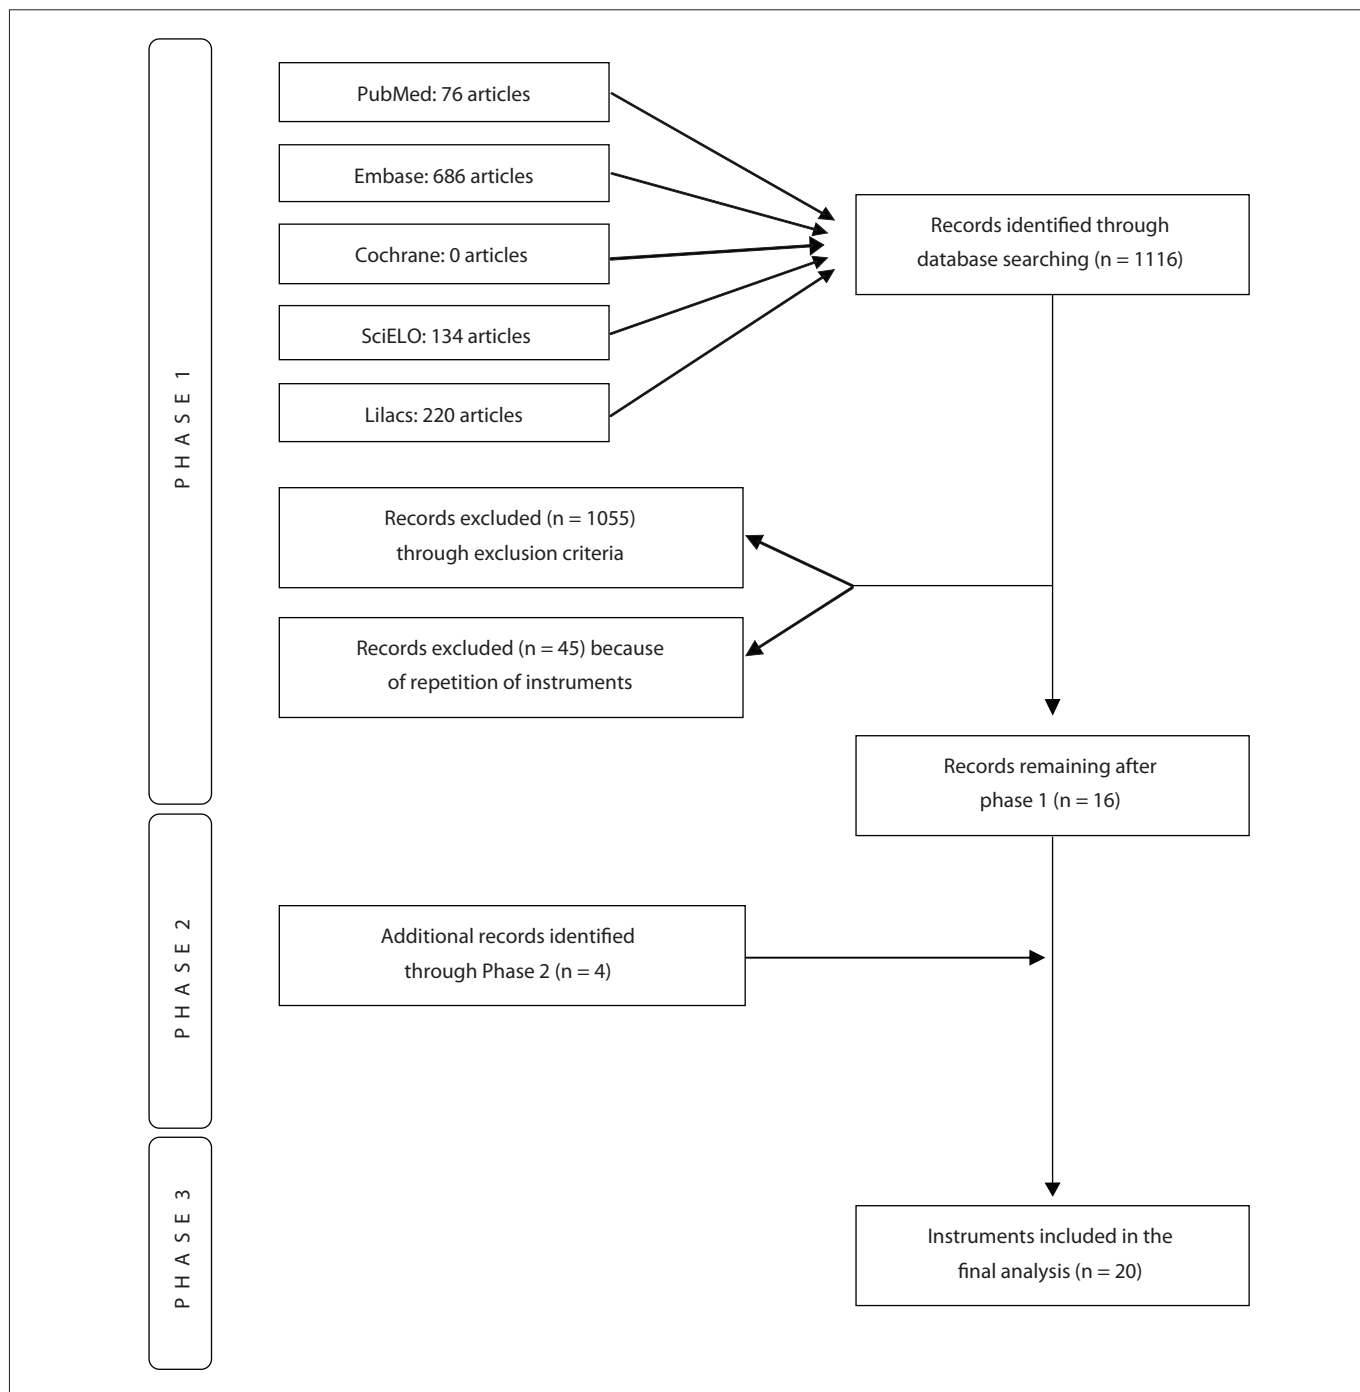 PHASE 1
PubMed: 76 articles
Embase: 686 articles
Cochrane: 0 articles
SciELO: 134 articles
Lilacs: 220 articles
Records identified through
database searching (n = 1116)
Records excluded (n = 1055)
through exclusion criteria
Records excluded (n = 45) because
of repetition of instruments
Records remaining after
phase 1 (n = 16)
PHASE 2
Additional records identified
through Phase 2 (n = 4)
PHASE 3
Instruments included in the
final analysis (n = 20)